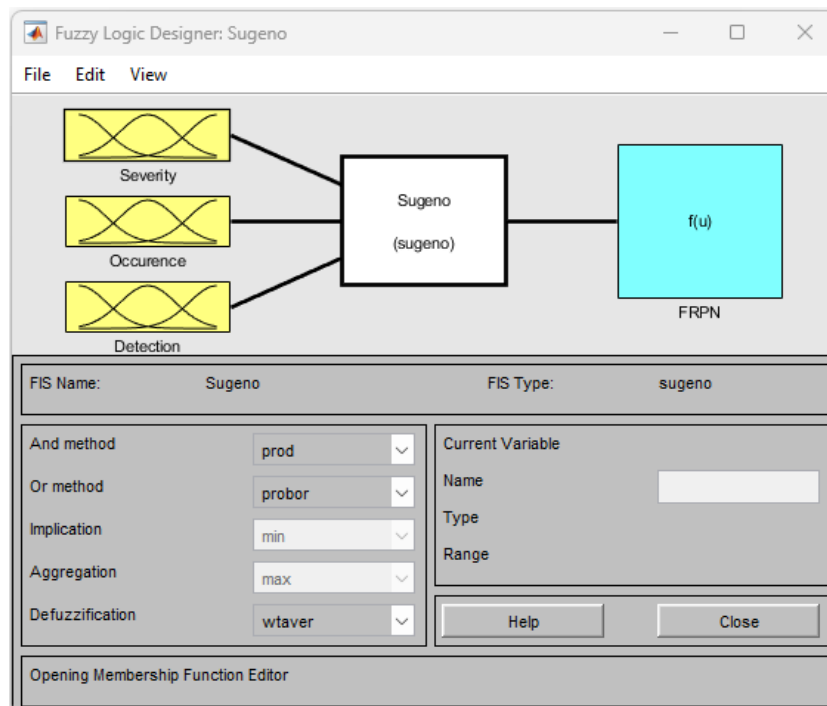 Fuzzy Logic Designer: Sugeno
File Edit View
Severity
Occurence
Detection
Sugeno
(sugeno)
f(u)
FRPN
FIS Name: Sugeno FIS Type: sugeno
And method prod
Or method probor
Implication min
Aggregation max
Defuzzification wtaver
Current Variable
Name
Type
Range
Help Close
Opening Membership Function Editor